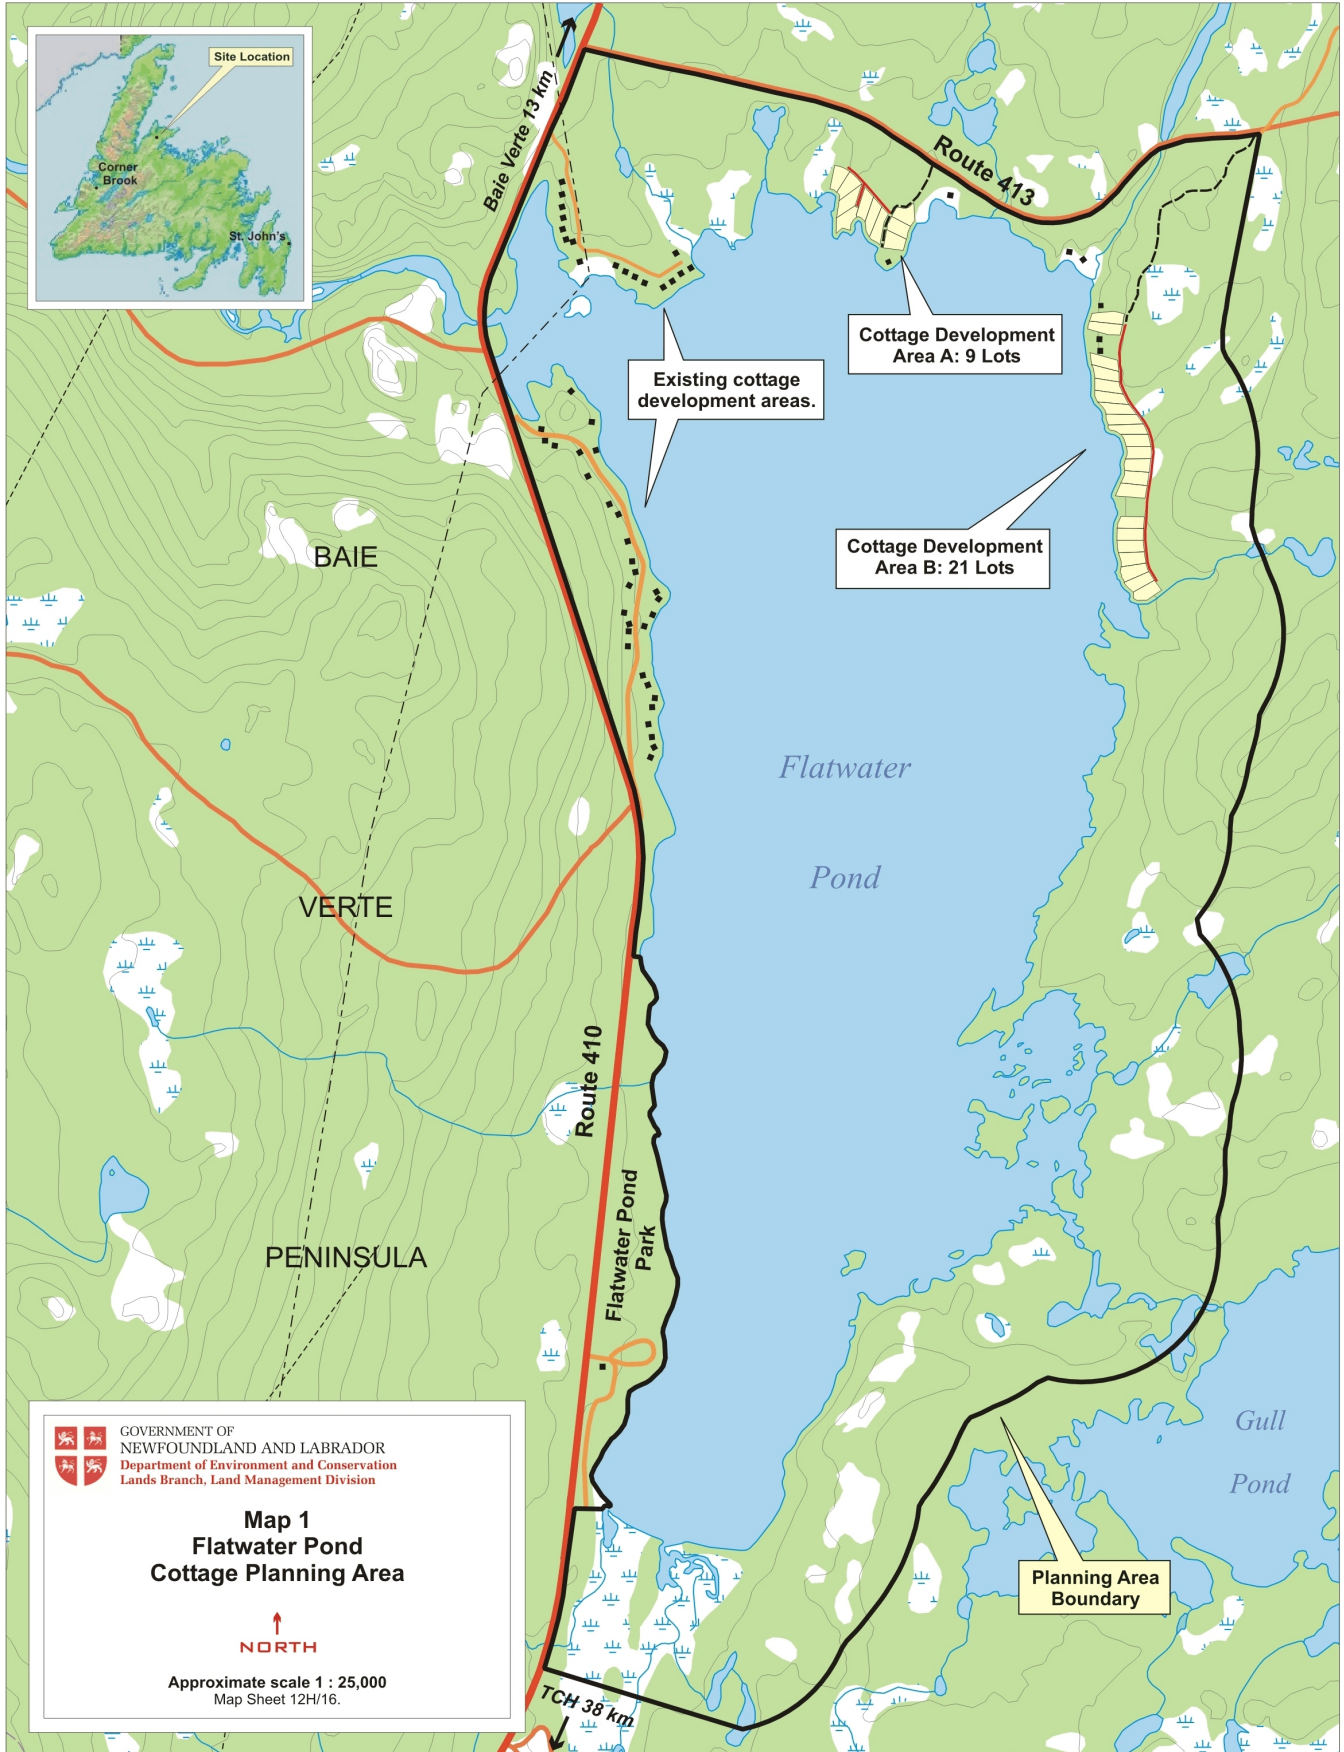 Site Location
Corner
Brook
St. John's
Baie Verte 13 km
Route 413
Cottage Development
Area A: 9 Lots
Existing cottage
development areas.
Cottage Development
Area B: 21 Lots
BAIE
VERTE
PENINSULA
Flatwater
Pond
Route 410
Flatwater Pond
Park
Gull
Pond
Planning Area
Boundary
TCH 38 km
GOVERNMENT OF
NEWFOUNDLAND AND LABRADOR
Department of Environment and Conservation
Lands Branch, Land Management Division
Map 1
Flatwater Pond
Cottage Planning Area
NORTH
Approximate scale 1 : 25,000
Map Sheet 12H/16.